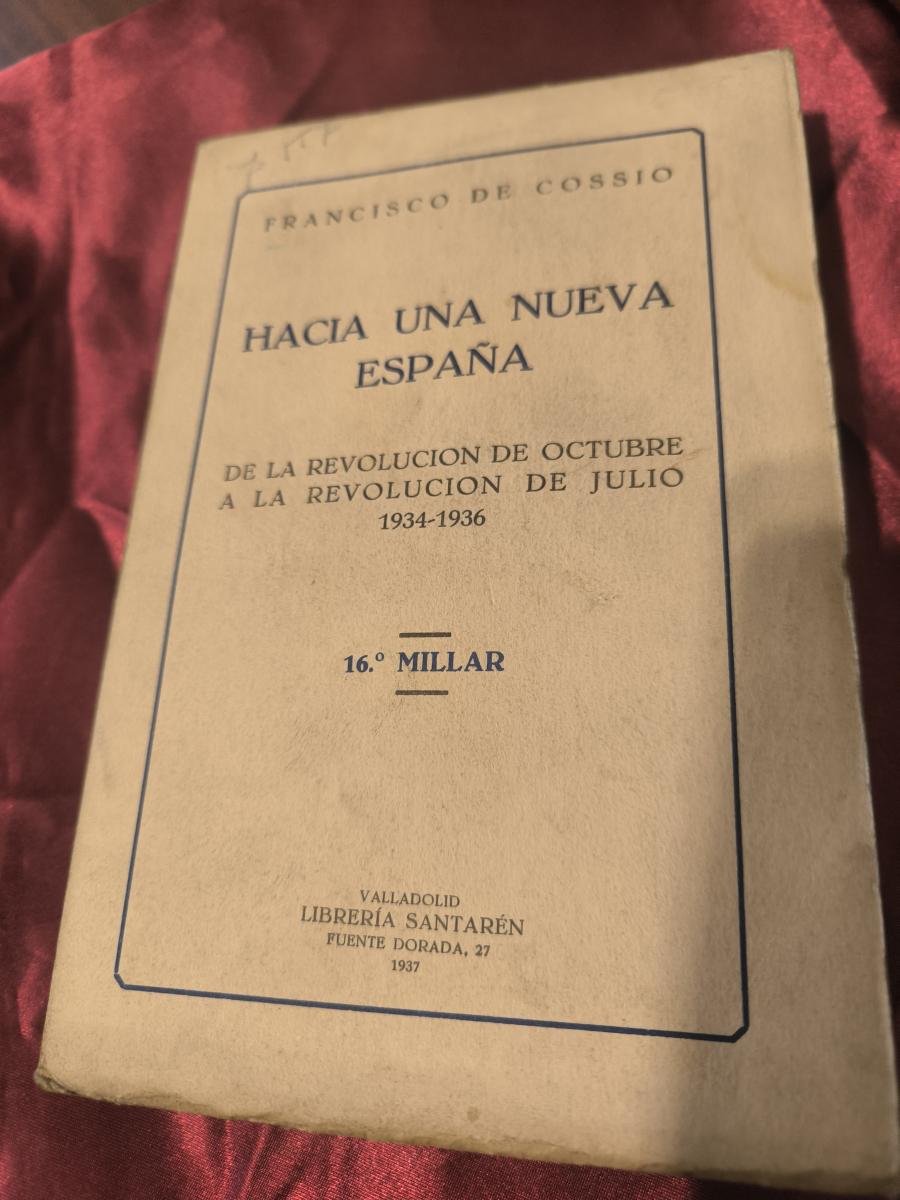 FRANCISCO DE COSSIO
HACIA UNA NUEVA
ESPAÑA
DE LA REVOLUCION DE OCTUBRE
A LA REVOLUCION DE JULIO
1934-1936
16.º MILLAR
VALLADOLID
LIBRERÍA SANTARÉN
FUENTE DORADA, 27
1937